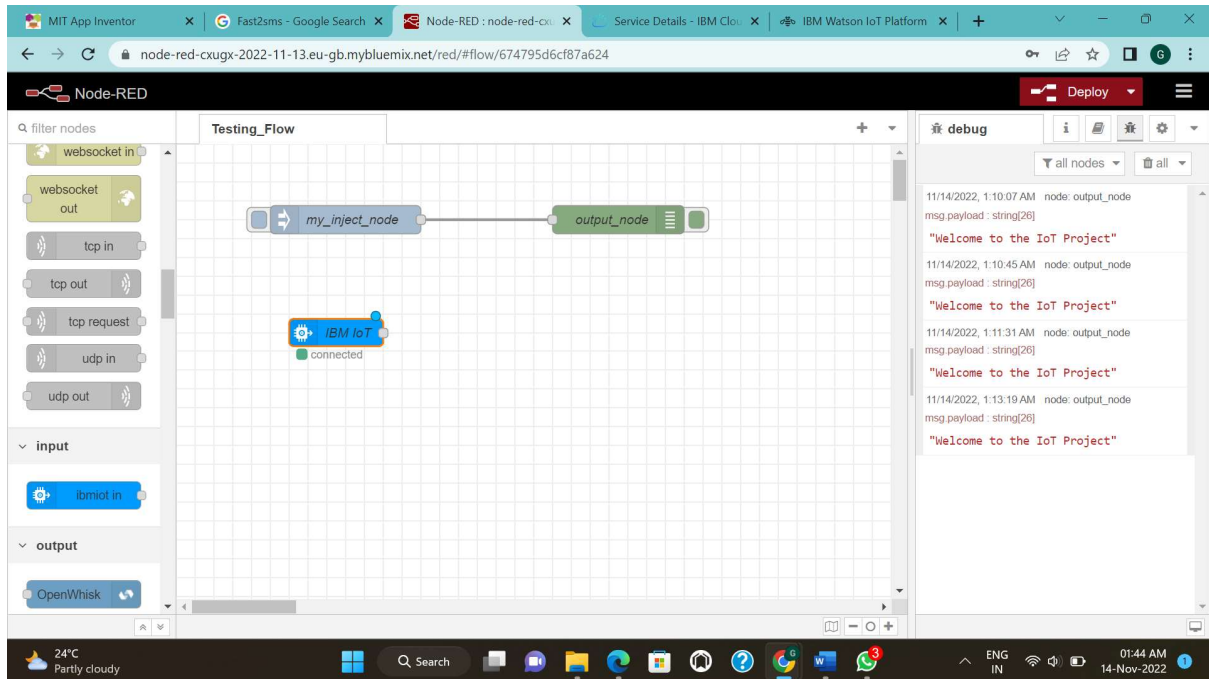 MIT App Inventor
Fast2sms - Google Search
Node-RED : node-red-cxu
Service Details - IBM Clou
IBM Watson IoT Platform
node-red-cxugx-2022-11-13.eu-gb.mybluemix.net/red/#flow/674795d6cf87a624
G
Node-RED
Deploy
filter nodes
websocket in
websocket
out
tcp in
tcp out
tcp request
udp in
udp out
input
ibmiot in
output
OpenWhisk
Testing_Flow
my_inject_node
output_node
IBM IoT
connected
debug
i
all nodes
all
11/14/2022, 1:10:07 AM node: output_node
msg.payload : string[26]
"Welcome to the IoT Project"
11/14/2022, 1:10:45 AM node: output_node
msg.payload : string[26]
"Welcome to the IoT Project"
11/14/2022, 1:11:31 AM node: output_node
msg.payload : string[26]
"Welcome to the IoT Project"
11/14/2022, 1:13:19 AM node: output_node
msg.payload : string[26]
"Welcome to the IoT Project"
24°C
Partly cloudy
Search
G
W
3
ENG
IN
01:44 AM
14-Nov-2022
1